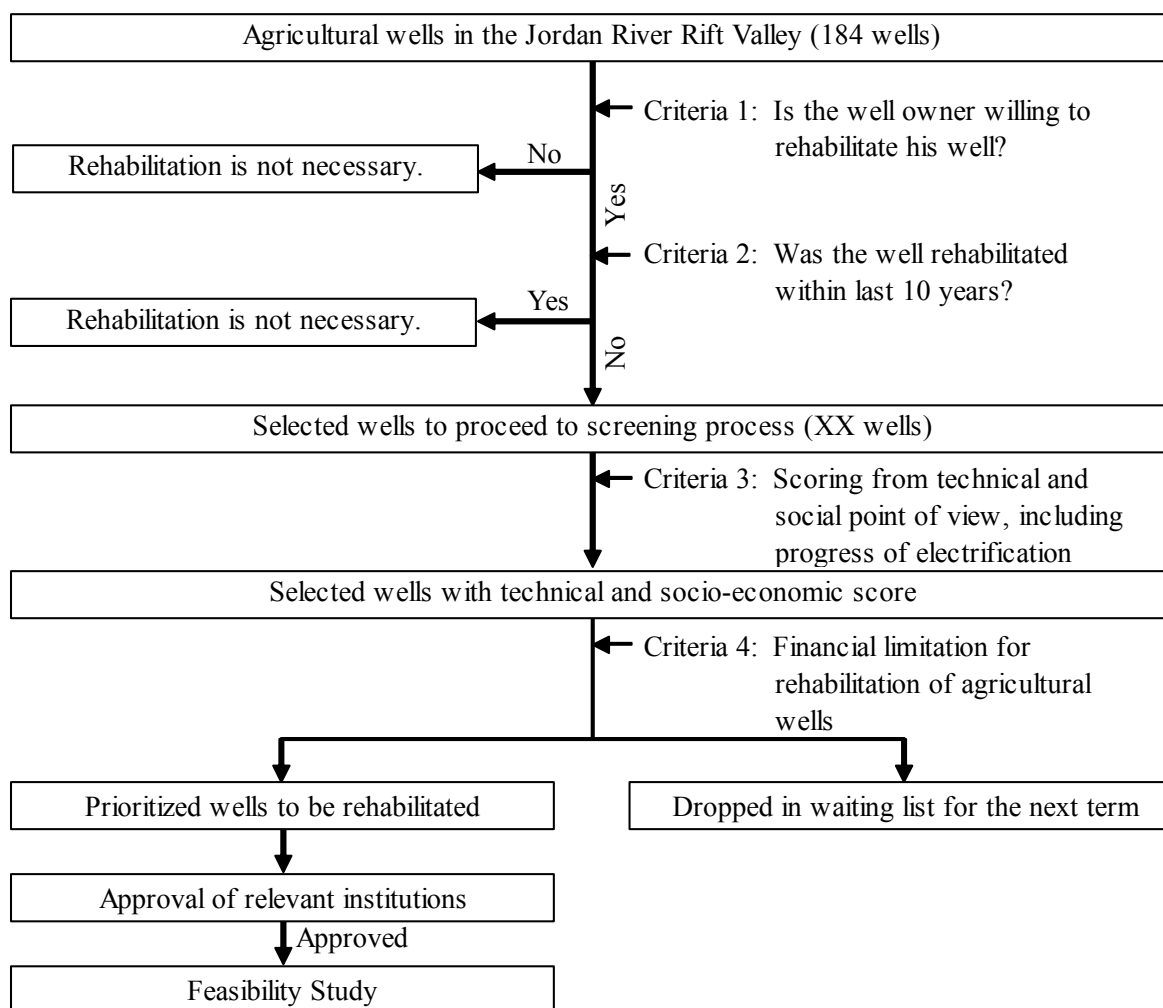 Agricultural wells in the Jordan River Rift Valley (184 wells)
Criteria 1: Is the well owner willing to
rehabilitate his well?
No
Rehabilitation is not necessary.
Yes
Criteria 2: Was the well rehabilitated
within last 10 years?
Yes
Rehabilitation is not necessary.
No
Selected wells to proceed to screening process (XX wells)
Criteria 3: Scoring from technical and
social point of view, including
progress of electrification
Selected wells with technical and socio-economic score
Criteria 4: Financial limitation for
rehabilitation of agricultural
wells
Prioritized wells to be rehabilitated
Dropped in waiting list for the next term
Approval of relevant institutions
Approved
Feasibility Study